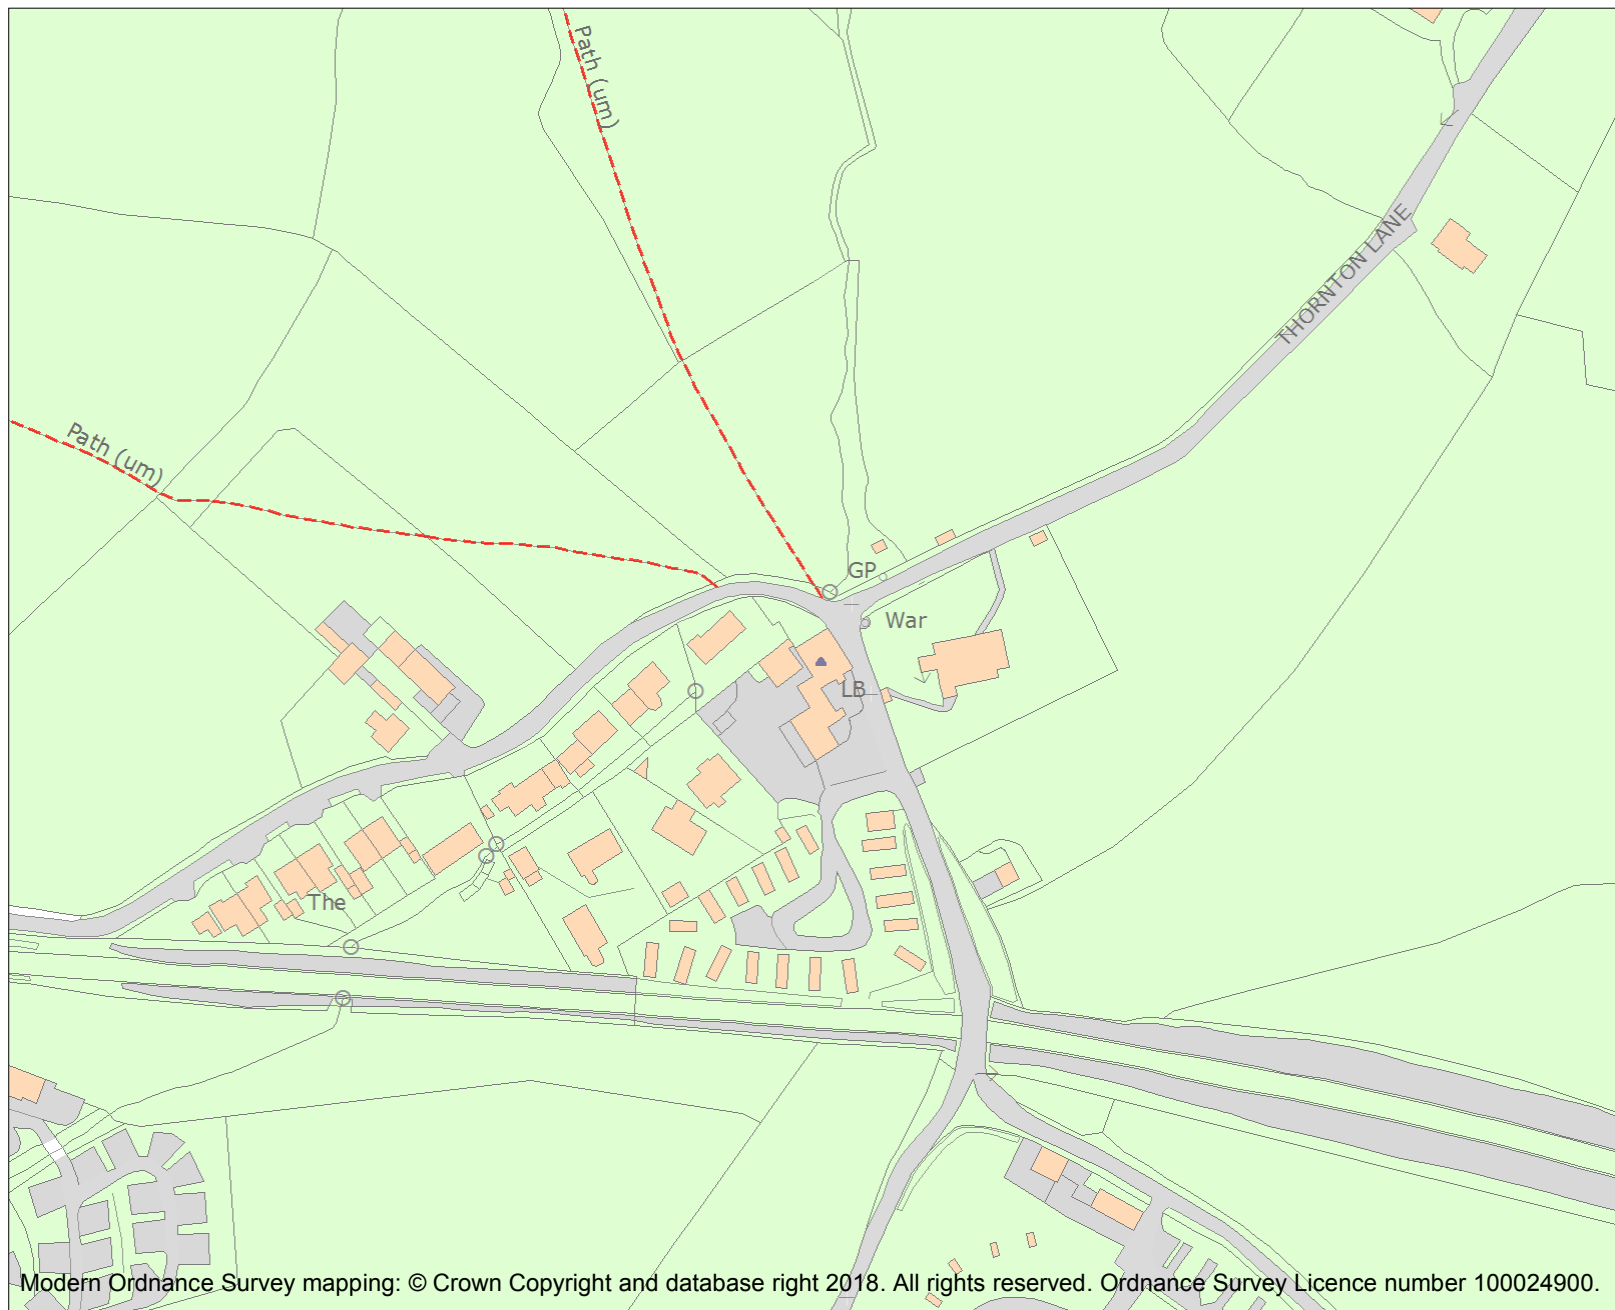 Path (um)
THORNTON LANE
Path (um)
GP
War
LB
The
Modern Ordnance Survey mapping: © Crown Copyright and database right 2018. All rights reserved. Ordnance Survey Licence number 100024900.